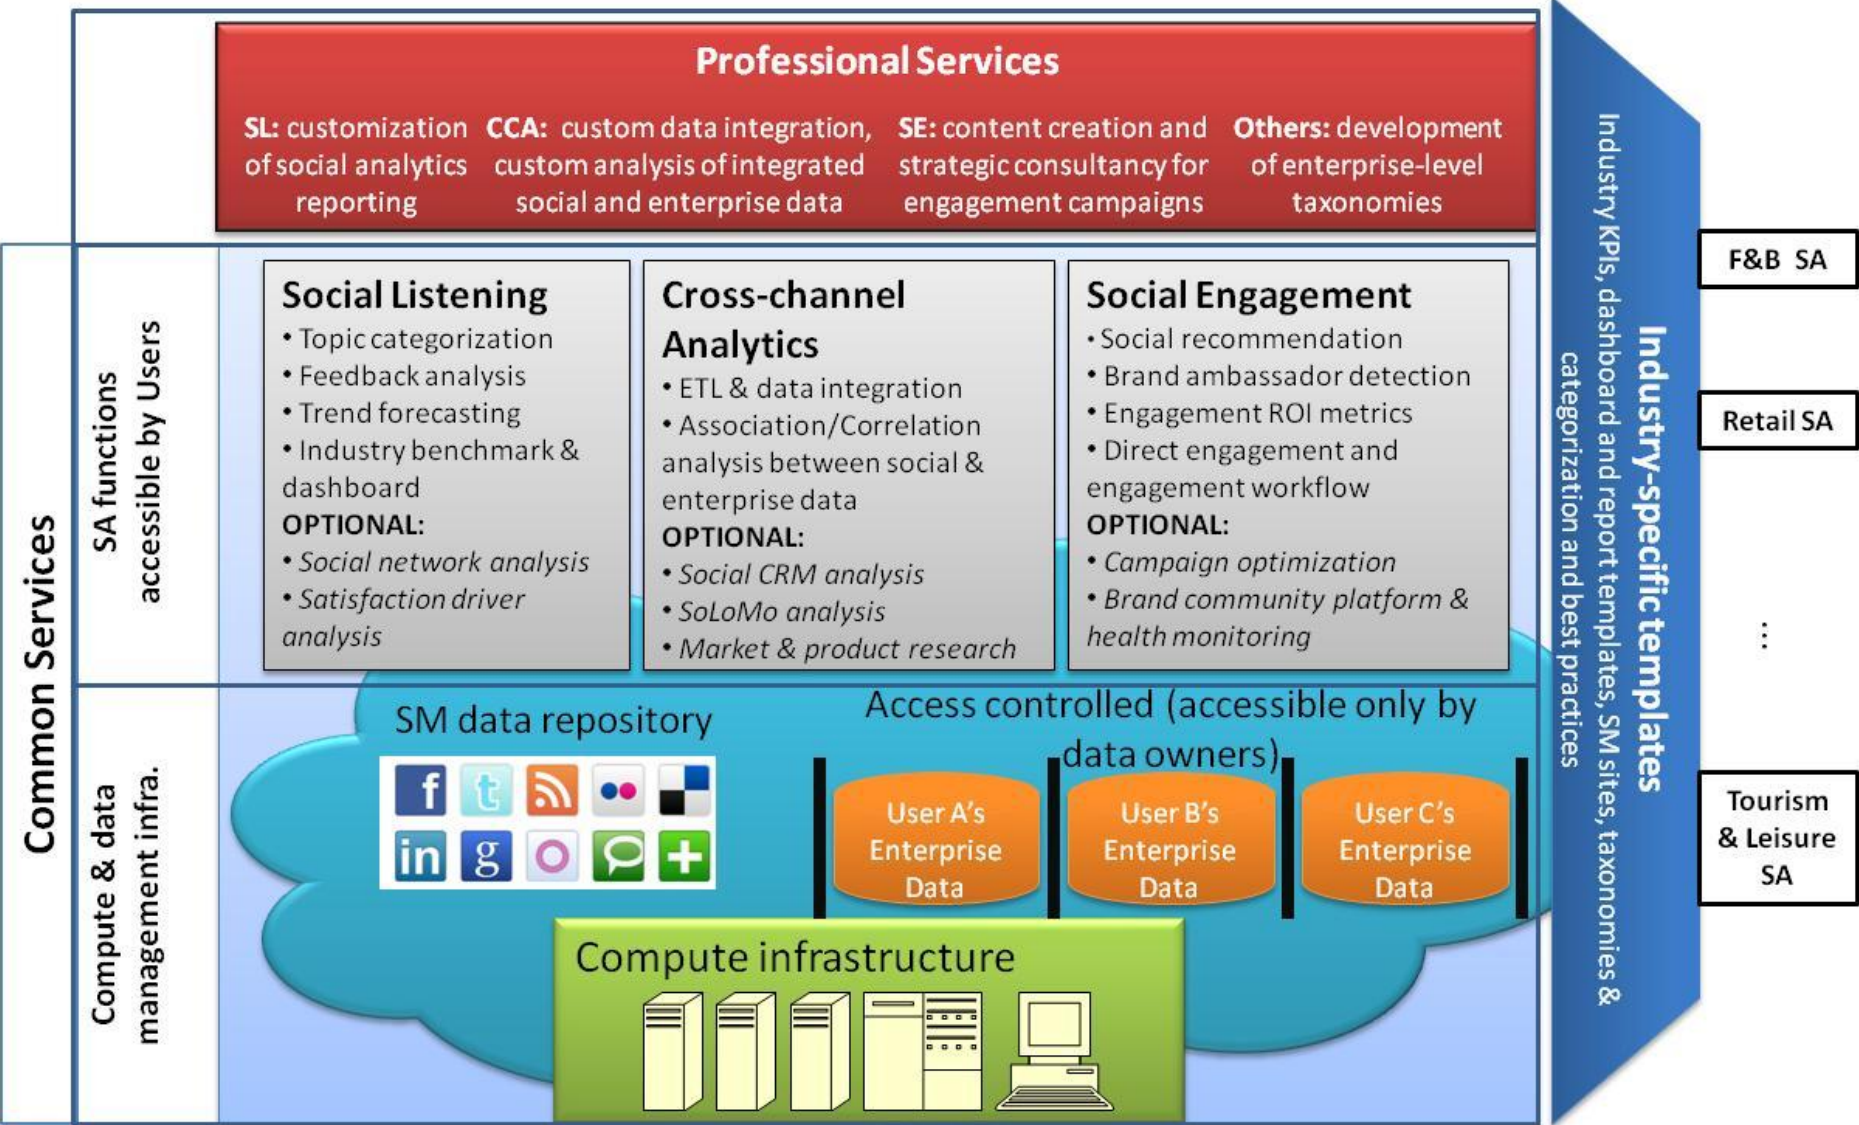 Professional Services
SL: customization
of social analytics
reporting
CCA: custom data integration,
custom analysis of integrated
social and enterprise data
SE: content creation and
strategic consultancy for
engagement campaigns
Others: development
of enterprise-level
taxonomies
Common Services
SA functions
accessible by Users
Social Listening
• Topic categorization
• Feedback analysis
• Trend forecasting
• Industry benchmark &
dashboard
OPTIONAL:
• Social network analysis
• Satisfaction driver
analysis
Cross-channel
Analytics
• ETL & data integration
• Association/Correlation
analysis between social &
enterprise data
OPTIONAL:
• Social CRM analysis
• SoLoMo analysis
• Market & product research
Social Engagement
• Social recommendation
• Brand ambassador detection
• Engagement ROI metrics
• Direct engagement and
engagement workflow
OPTIONAL:
• Campaign optimization
• Brand community platform &
health monitoring
Compute & data
management infra.
SM data repository
f
t
in
g
Access controlled (accessible only by
data owners)
User A's
Enterprise
Data
User B's
Enterprise
Data
User C's
Enterprise
Data
Compute infrastructure
Industry-specific templates
Industry KPIs, dashboard and report templates, SM sites, taxonomies &
categorization and best practices
F&B SA
Retail SA
...
Tourism
& Leisure
SA